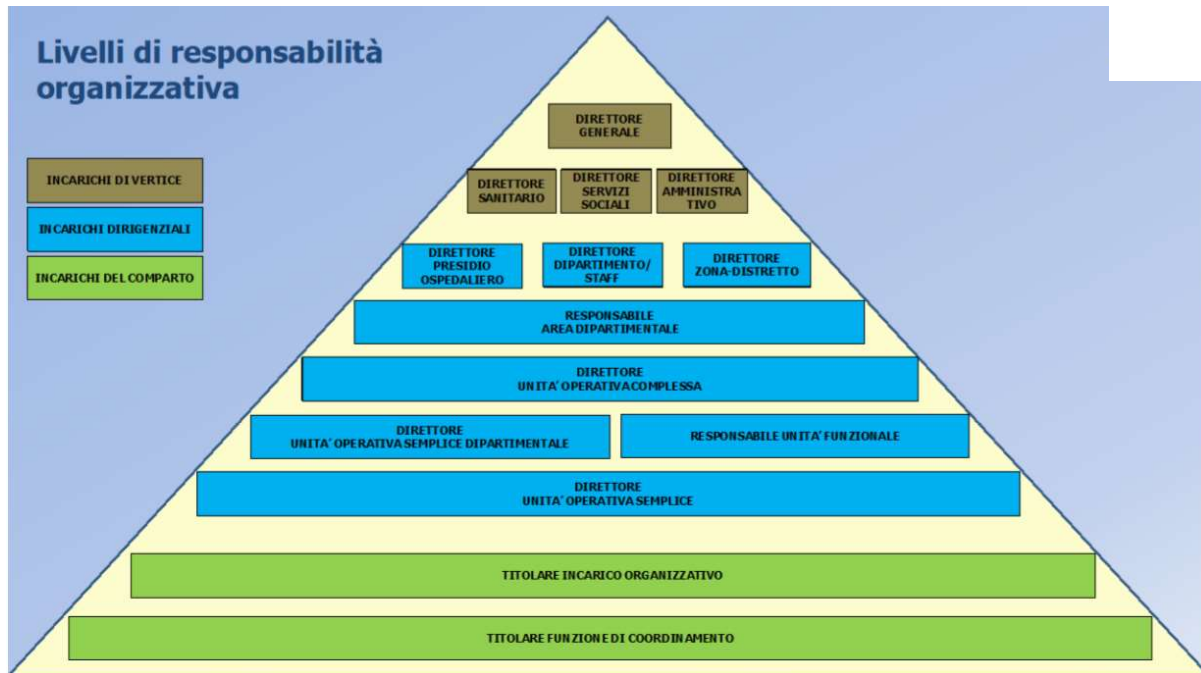 Livelli di responsabilità
organizzativa
INCARICHI DI VERTICE
INCARICHI DIRIGENZIALI
INCARICHI DEL COMPARTO
DIRETTORE
GENERALE
DIRETTORE
SANITARIO
DIRETTORE
SERVIZI
SOCIALI
DIRETTORE
AMMINISTRA
TIVO
DIRETTORE
PRESIDIO
OSPEDALIERO
DIRETTORE
DIPARTIMENTO/
STAFF
DIRETTORE
ZONA-DISTRETTO
RESPONSABILE
AREA DIPARTIMENTALE
DIRETTORE
UNITA' OPERATIVA COMPLESSA
DIRETTORE
UNITA' OPERATIVA SEMPLICE DIPARTIMENTALE
RESPONSABILE UNITA' FUNZIONALE
DIRETTORE
UNITA' OPERATIVA SEMPLICE
TITOLARE INCARICO ORGANIZZATIVO
TITOLARE FUNZIONE DI COORDINAMENTO